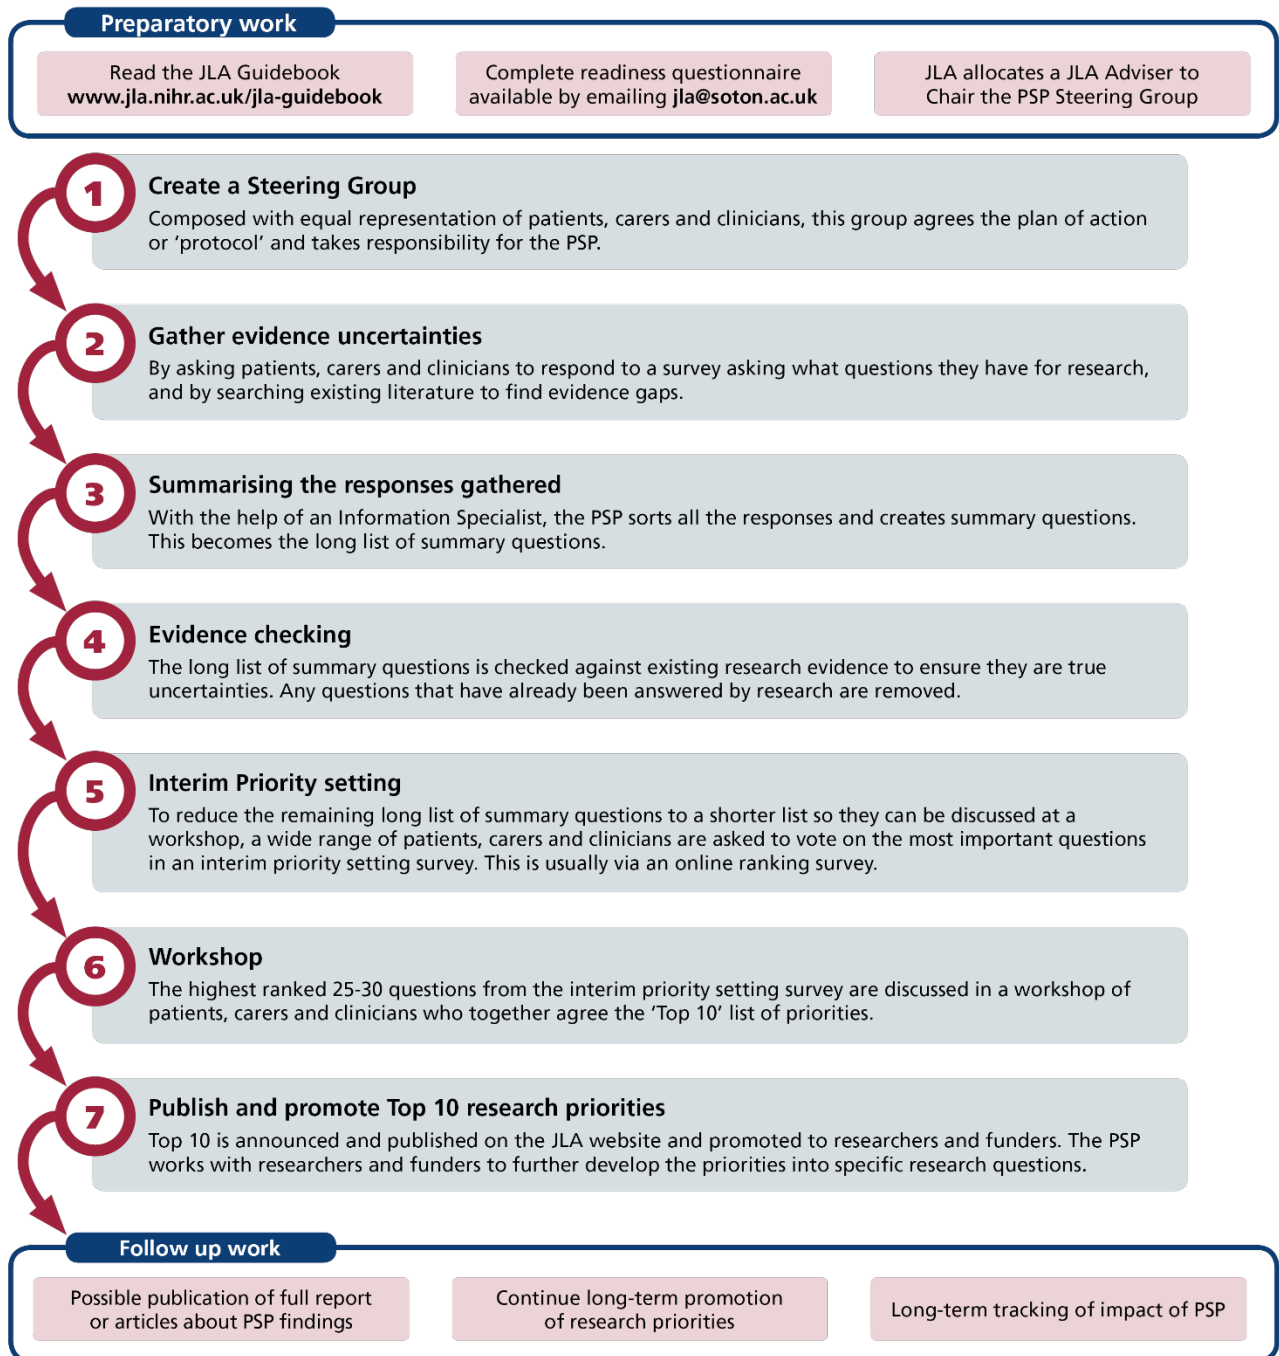 Preparatory work
Read the JLA Guidebook
www.jla.nihr.ac.uk/jla-guidebook
Complete readiness questionnaire
available by emailing jla@soton.ac.uk
JLA allocates a JLA Adviser to
Chair the PSP Steering Group
1
Create a Steering Group
Composed with equal representation of patients, carers and clinicians, this group agrees the plan of action
or ‘protocol’ and takes responsibility for the PSP.
2
Gather evidence uncertainties
By asking patients, carers and clinicians to respond to a survey asking what questions they have for research,
and by searching existing literature to find evidence gaps.
3
Summarising the responses gathered
With the help of an Information Specialist, the PSP sorts all the responses and creates summary questions.
This becomes the long list of summary questions.
4
Evidence checking
The long list of summary questions is checked against existing research evidence to ensure they are true
uncertainties. Any questions that have already been answered by research are removed.
5
Interim Priority setting
To reduce the remaining long list of summary questions to a shorter list so they can be discussed at a
workshop, a wide range of patients, carers and clinicians are asked to vote on the most important questions
in an interim priority setting survey. This is usually via an online ranking survey.
6
Workshop
The highest ranked 25-30 questions from the interim priority setting survey are discussed in a workshop of
patients, carers and clinicians who together agree the ‘Top 10’ list of priorities.
7
Publish and promote Top 10 research priorities
Top 10 is announced and published on the JLA website and promoted to researchers and funders. The PSP
works with researchers and funders to further develop the priorities into specific research questions.
Follow up work
Possible publication of full report
or articles about PSP findings
Continue long-term promotion
of research priorities
Long-term tracking of impact of PSP